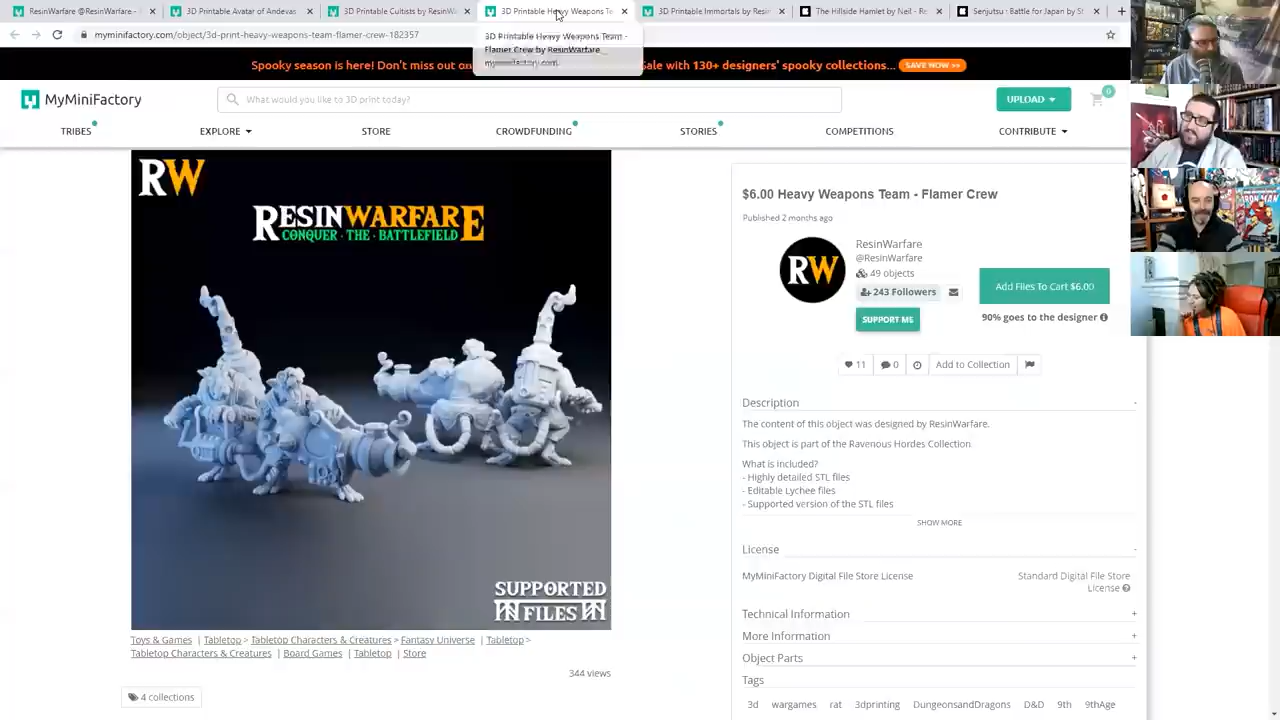 ResinWarfare @ResinWarfare -
3D Printable Avatar of Andevas
3D Printable Cultists by ResinWa
3D Printable Heavy Weapons Te
3D Printable Immortals by Resin
The Hillside Hamlet by Neil - Ro
Senjutsu : Battle for Japan by St
myminifactory.com/object/3d-print-heavy-weapons-team-flamer-crew-182357
3D Printable Heavy Weapons Team -
Flamer Crew by ResinWarfare
myminifactory.com
Spooky season is here! Don't miss out on
Sale with 130+ designers' spooky collections...
SAVE NOW >>
MyMiniFactory
What would you like to 3D print today?
UPLOAD
0
TRIBES
EXPLORE
STORE
CROWDFUNDING
STORIES
COMPETITIONS
CONTRIBUTE
RW
RESINWARFARE
CONQUER · THE · BATTLEFIELD
SUPPORTED
FILES
$6.00 Heavy Weapons Team - Flamer Crew
Published 2 months ago
RW
ResinWarfare
@ResinWarfare
49 objects
243 Followers
SUPPORT ME
Add Files To Cart $6.00
90% goes to the designer
11
0
Add to Collection
Description
-
The content of this object was designed by ResinWarfare.
This object is part of the Ravenous Hordes Collection.
What is included?
- Highly detailed STL files
- Editable Lychee files
- Supported version of the STL files
SHOW MORE
License
-
MyMiniFactory Digital File Store License
Standard Digital File Store
License
Technical Information
+
More Information
+
Object Parts
+
Tags
3d wargames rat 3dprinting DungeonsandDragons D&D 9th 9thAge
Toys & Games | Tabletop > Tabletop Characters & Creatures > Fantasy Universe | Tabletop >
Tabletop Characters & Creatures | Board Games | Tabletop | Store
344 views
4 collections
IRON MAN